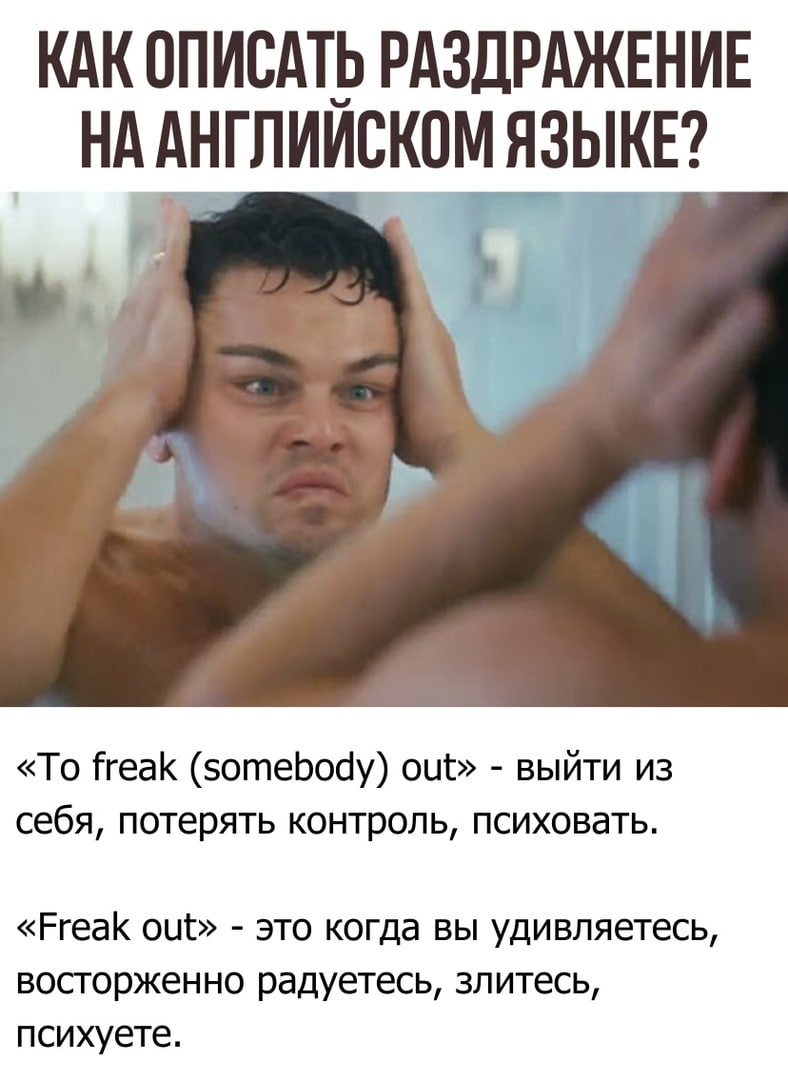 КАК ОПИСАТЬ РАЗДРАЖЕНИЕ
НА АНГЛИЙСКОМ ЯЗЫКЕ?
«To freak (somebody) out» - выйти из
себя, потерять контроль, психовать.
«Freak out» - это когда вы удивляетесь,
восторженно радуетесь, злитесь,
психуете.